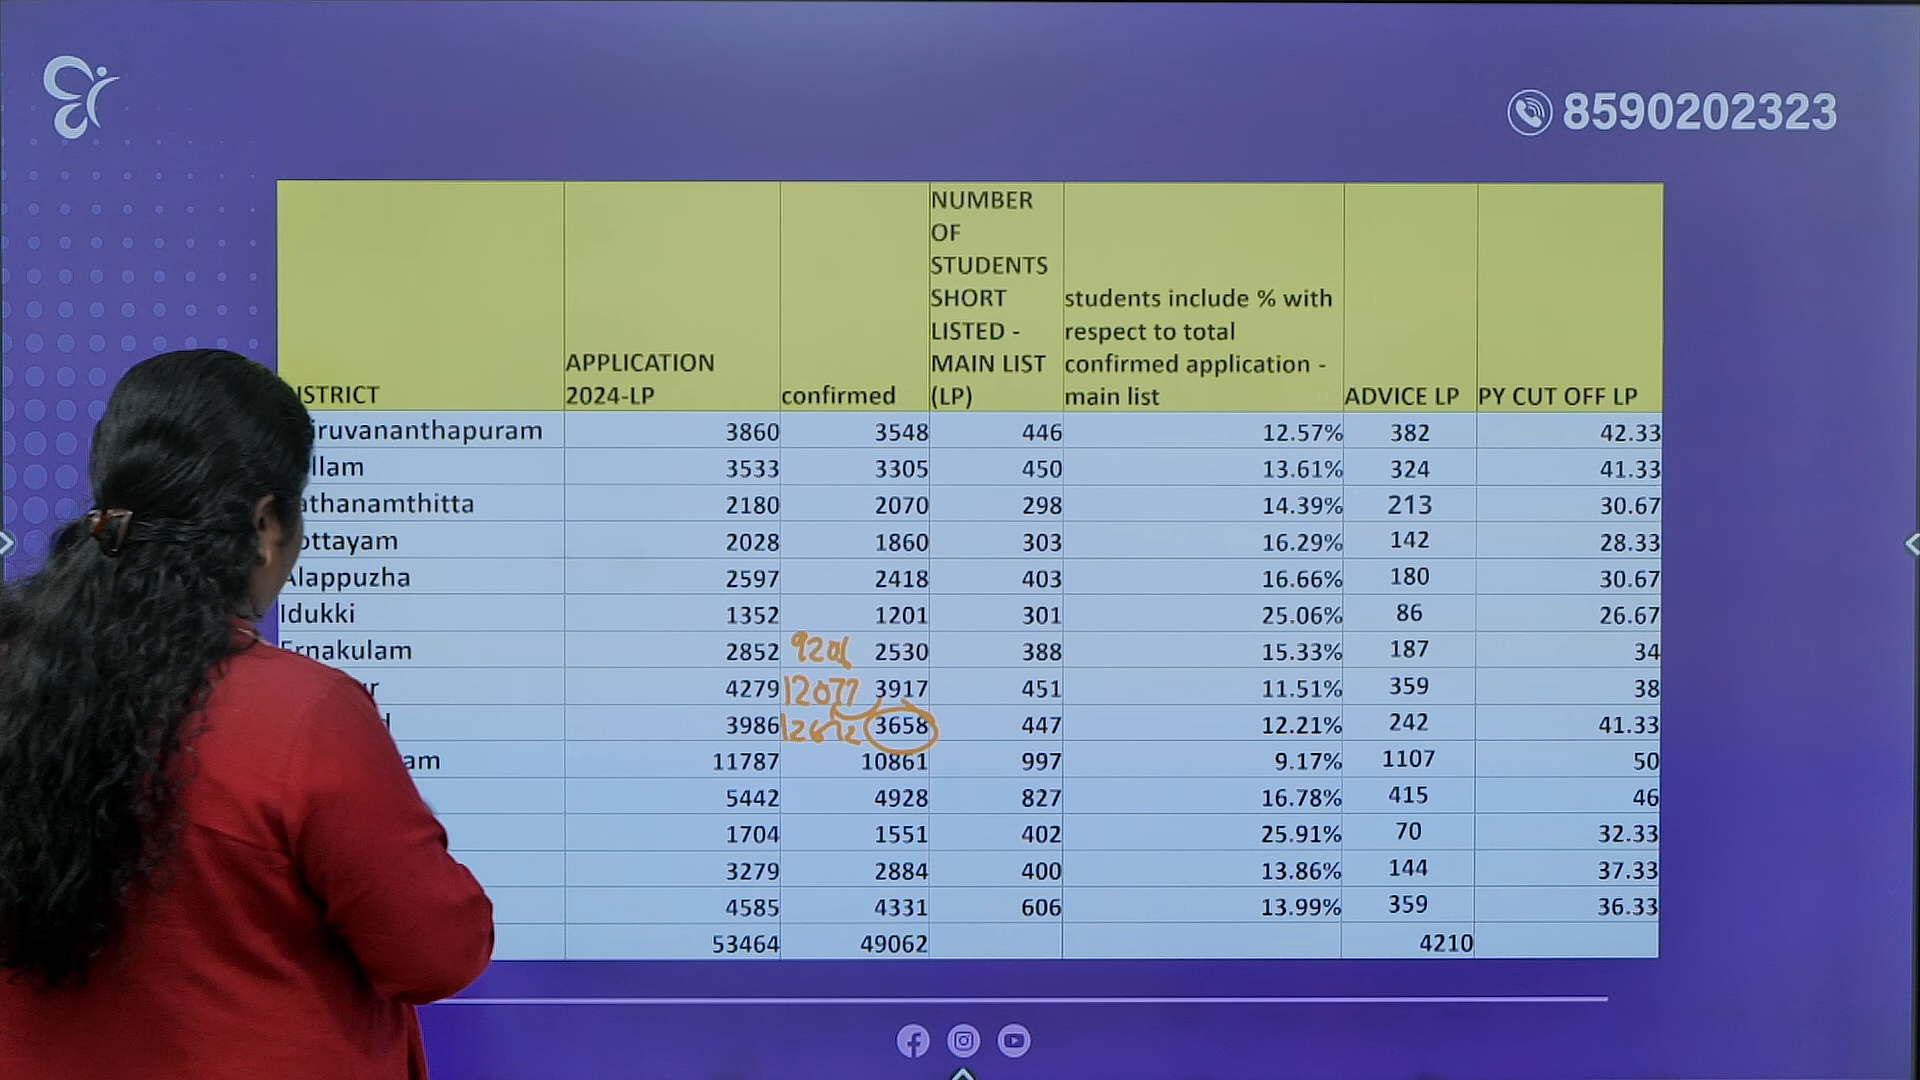 8590202323
ISTRICT APPLICATION 2024-LP confirmed NUMBER OF STUDENTS SHORT LISTED - MAIN LIST (LP) students include % with respect to total confirmed application - main list ADVICE LP PY CUT OFF LP
iruvananthapuram 3860 3548 446 12.57% 382 42.33
llam 3533 3305 450 13.61% 324 41.33
athanamthitta 2180 2070 298 14.39% 213 30.67
ottayam 2028 1860 303 16.29% 142 28.33
Alappuzha 2597 2418 403 16.66% 180 30.67
Idukki 1352 1201 301 25.06% 86 26.67
Ernakulam 2852 2530 388 15.33% 187 34
r 4279 12077 3917 451 11.51% 359 38
d 3986 3658 447 12.21% 242 41.33
am 11787 10861 997 9.17% 1107 50
5442 4928 827 16.78% 415 46
1704 1551 402 25.91% 70 32.33
3279 2884 400 13.86% 144 37.33
4585 4331 606 13.99% 359 36.33
53464 49062 4210